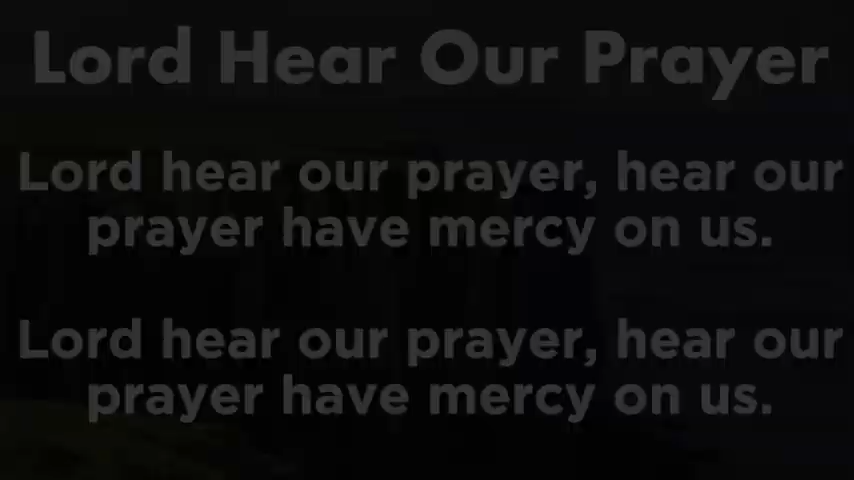 Lord Hear Our Prayer
Lord hear our prayer, hear our
prayer have mercy on us.
Lord hear our prayer, hear our
prayer have mercy on us.